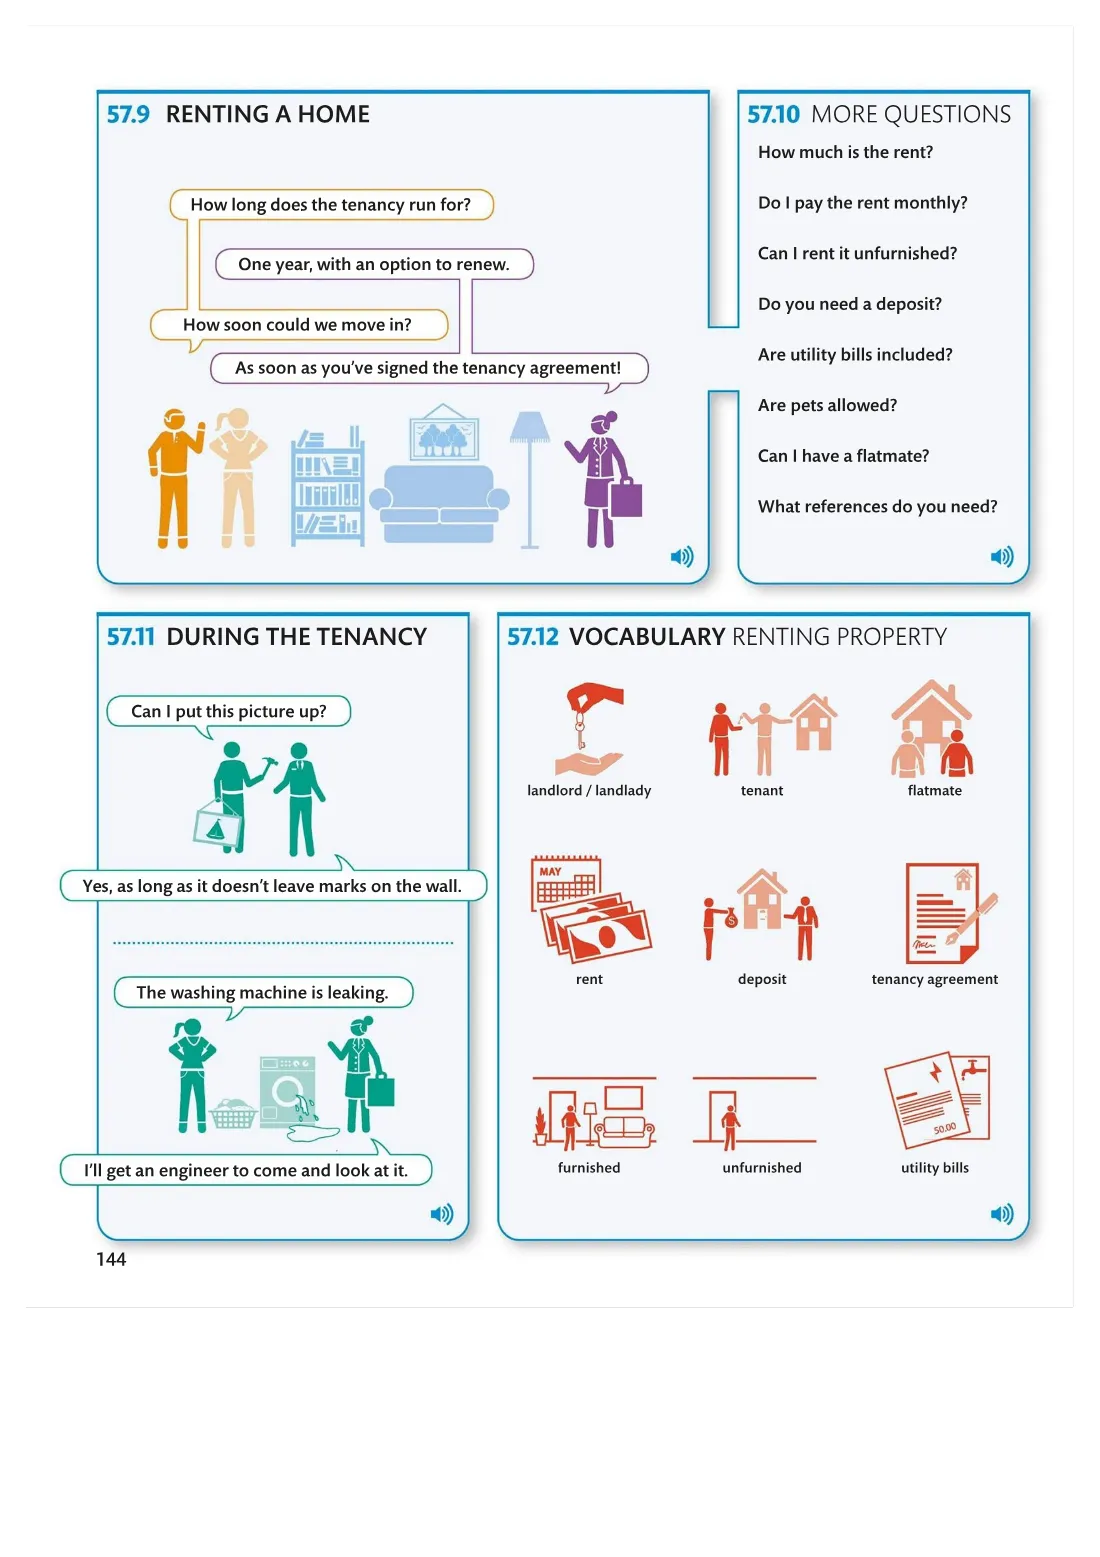 57.9 RENTING A HOME
How long does the tenancy run for?
One year, with an option to renew.
How soon could we move in?
As soon as you've signed the tenancy agreement!
57.10 MORE QUESTIONS
How much is the rent?
Do I pay the rent monthly?
Can I rent it unfurnished?
Do you need a deposit?
Are utility bills included?
Are pets allowed?
Can I have a flatmate?
What references do you need?
57.11 DURING THE TENANCY
Can I put this picture up?
Yes, as long as it doesn't leave marks on the wall.
The washing machine is leaking.
I'll get an engineer to come and look at it.
57.12 VOCABULARY RENTING PROPERTY
landlord / landlady
tenant
flatmate
MAY
$
rent
deposit
tenancy agreement
50.00
furnished
unfurnished
utility bills
144